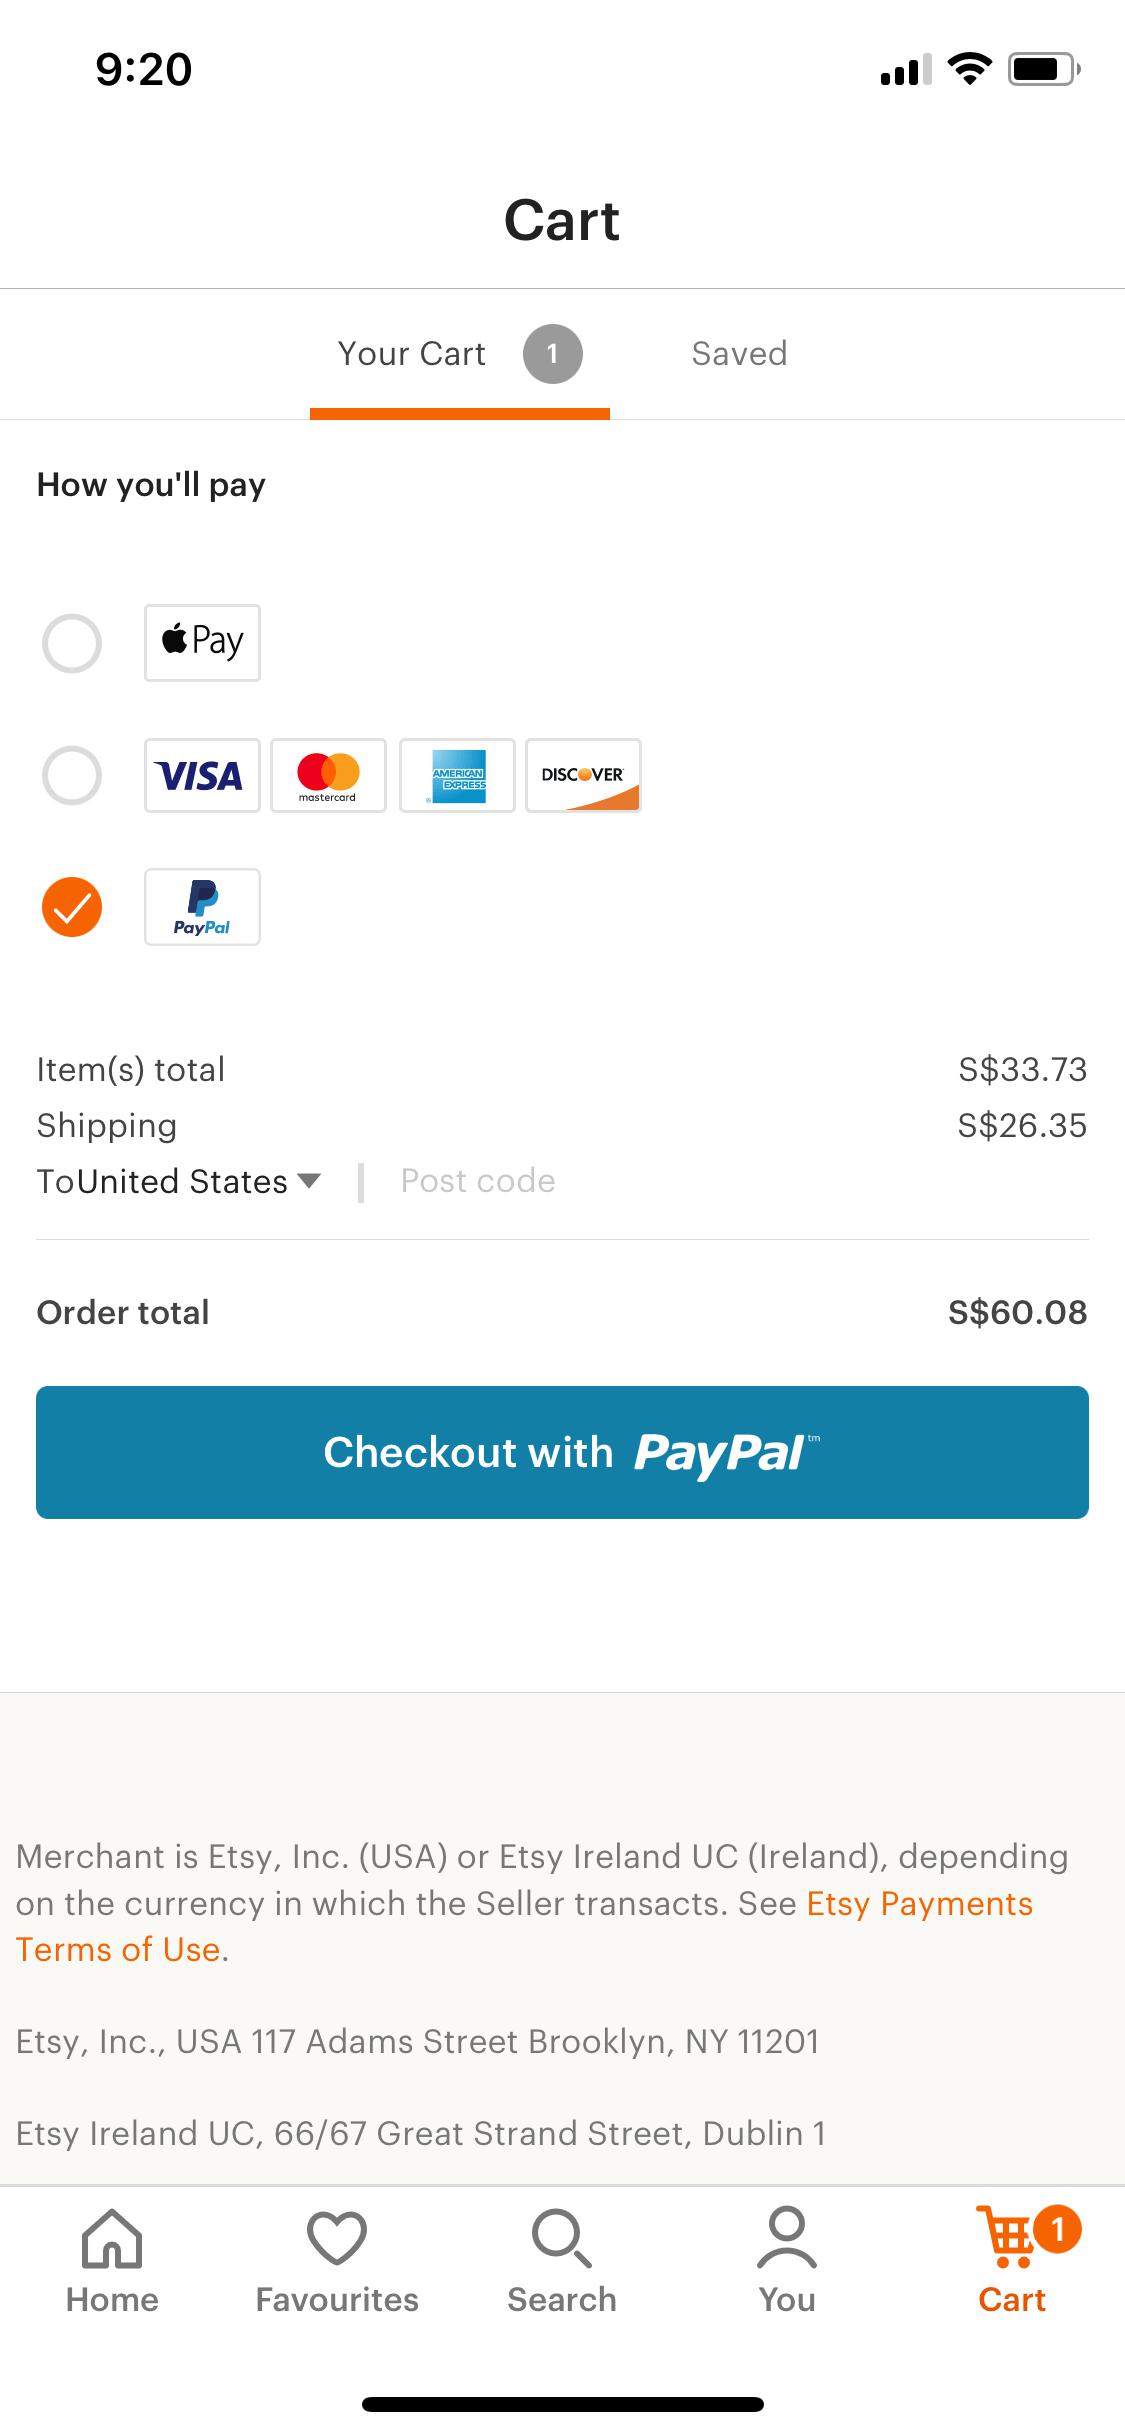 9:20
Cart
Your Cart 1 Saved
How you'll pay
Pay
VISA mastercard AMERICAN EXPRESS DISCOVER
PayPal
Item(s) total S$33.73
Shipping S$26.35
ToUnited States Post code
Order total S$60.08
Checkout with PayPal™
Merchant is Etsy, Inc. (USA) or Etsy Ireland UC (Ireland), depending
on the currency in which the Seller transacts. See Etsy Payments
Terms of Use.
Etsy, Inc., USA 117 Adams Street Brooklyn, NY 11201
Etsy Ireland UC, 66/67 Great Strand Street, Dublin 1
1
Home Favourites Search You Cart